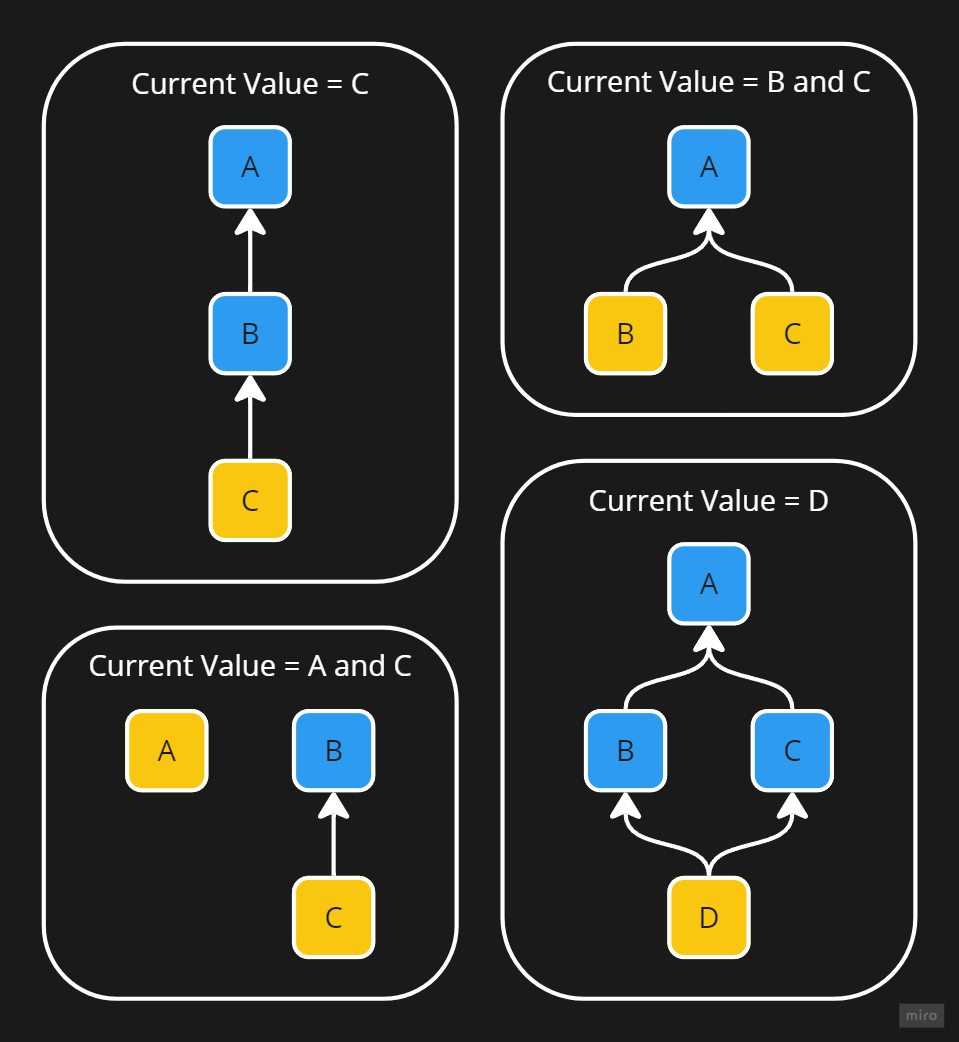 Current Value = C
A
B
C
Current Value = B and C
A
B
C
Current Value = A and C
A
B
C
Current Value = D
A
B
C
D
miro